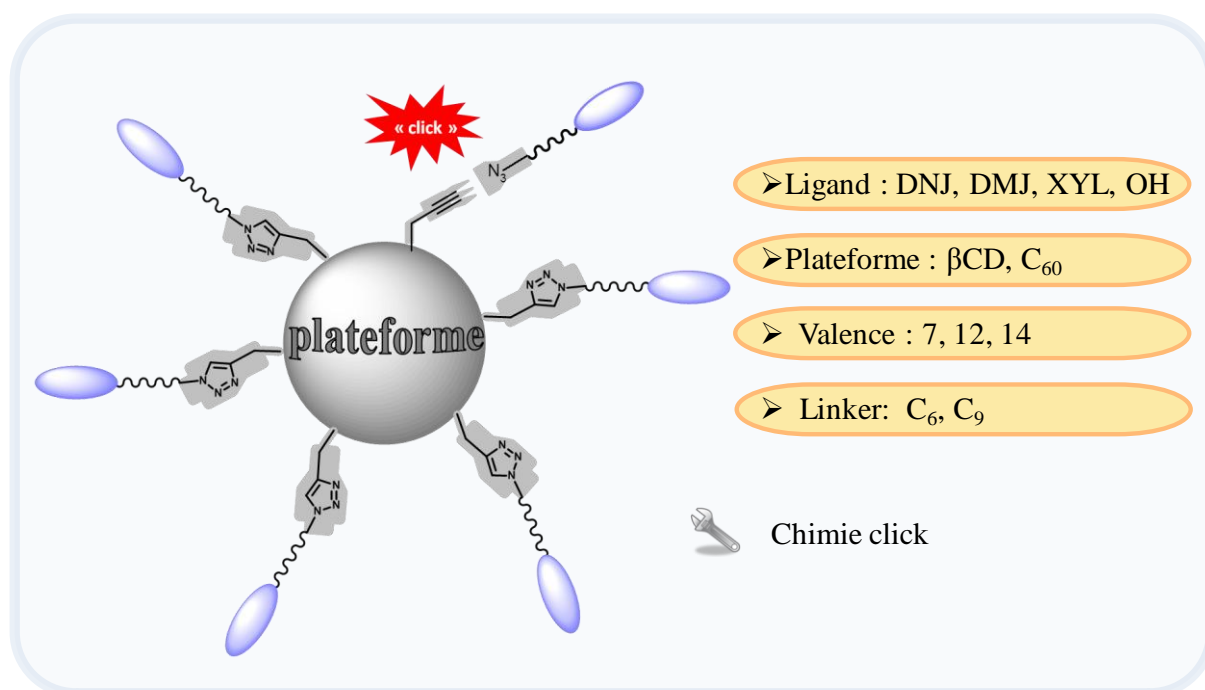 « click »
N₃
N
N
N
N
N
N
N
N
N
plateforme
N
N
N
N
N
N
N
N
N
➢Ligand : DNJ, DMJ, XYL, OH
➢Plateforme : βCD, C₆₀
➢ Valence : 7, 12, 14
➢ Linker: C₆, C₉
Chimie click